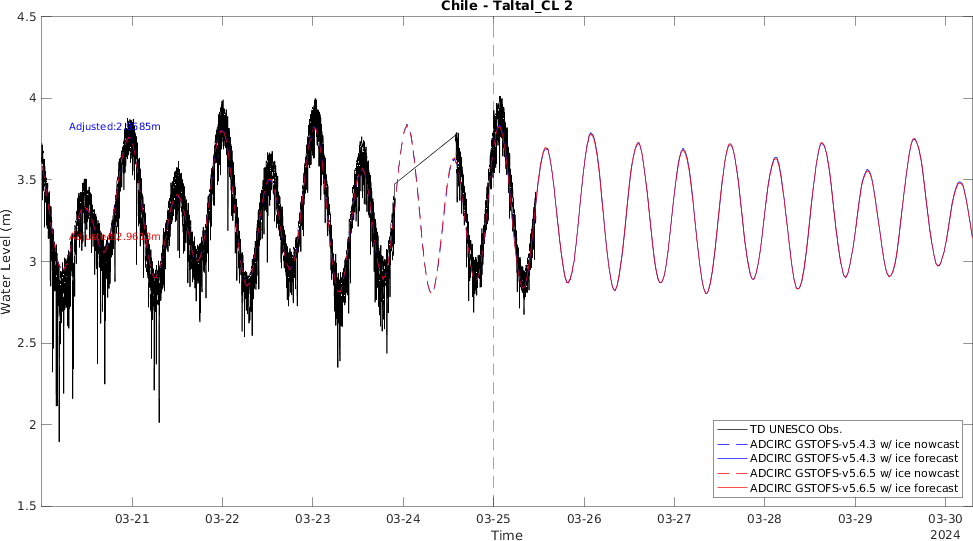 Chile - Taltal_CL 2
4.5
4
3.5
3
2.5
2
1.5
Water Level (m)
03-21
03-22
03-23
03-24
03-25
03-26
03-27
03-28
03-29
03-30
2024
Time
TD UNESCO Obs.
ADCIRC GSTOFS-v5.4.3 w/ ice nowcast
ADCIRC GSTOFS-v5.4.3 w/ ice forecast
ADCIRC GSTOFS-v5.6.5 w/ ice nowcast
ADCIRC GSTOFS-v5.6.5 w/ ice forecast